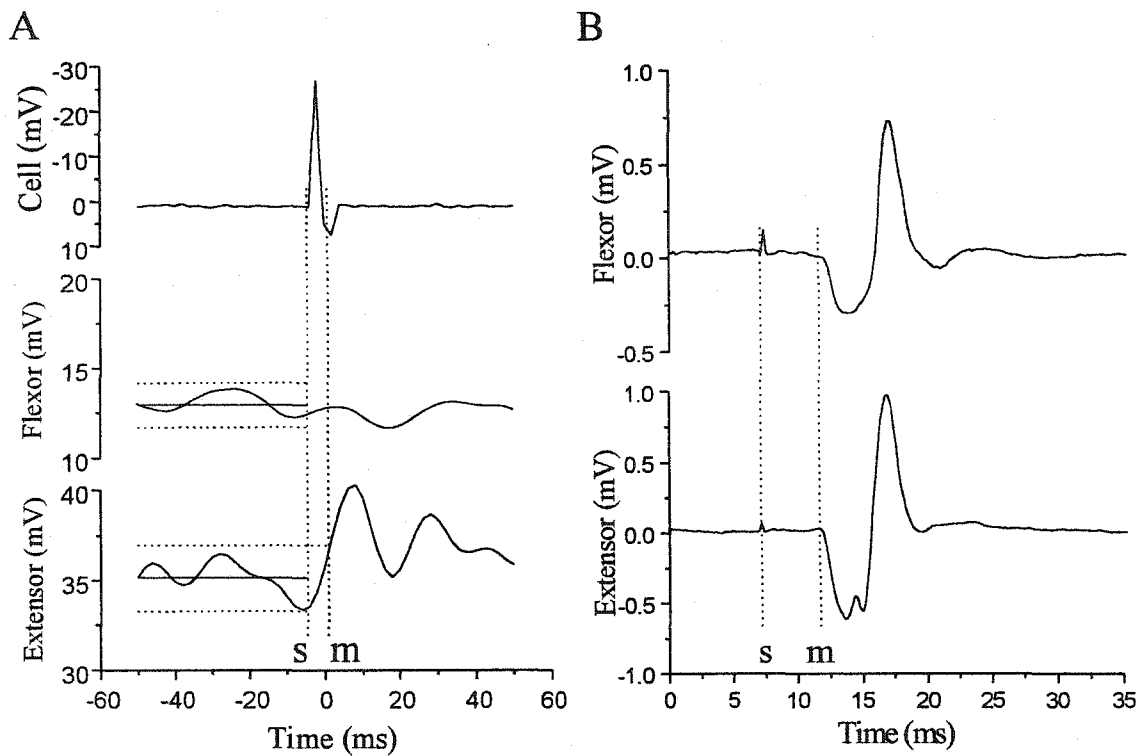 A
Cell (mV)
-30
-20
-10
0
10
Flexor (mV)
20
15
10
Extensor (mV)
40
35
30
s m
-60 -40 -20 0 20 40 60
Time (ms)
B
Flexor (mV)
1.0
0.5
0.0
-0.5
Extensor (mV)
1.0
0.5
0.0
-0.5
-1.0
s m
0 5 10 15 20 25 30 35
Time (ms)